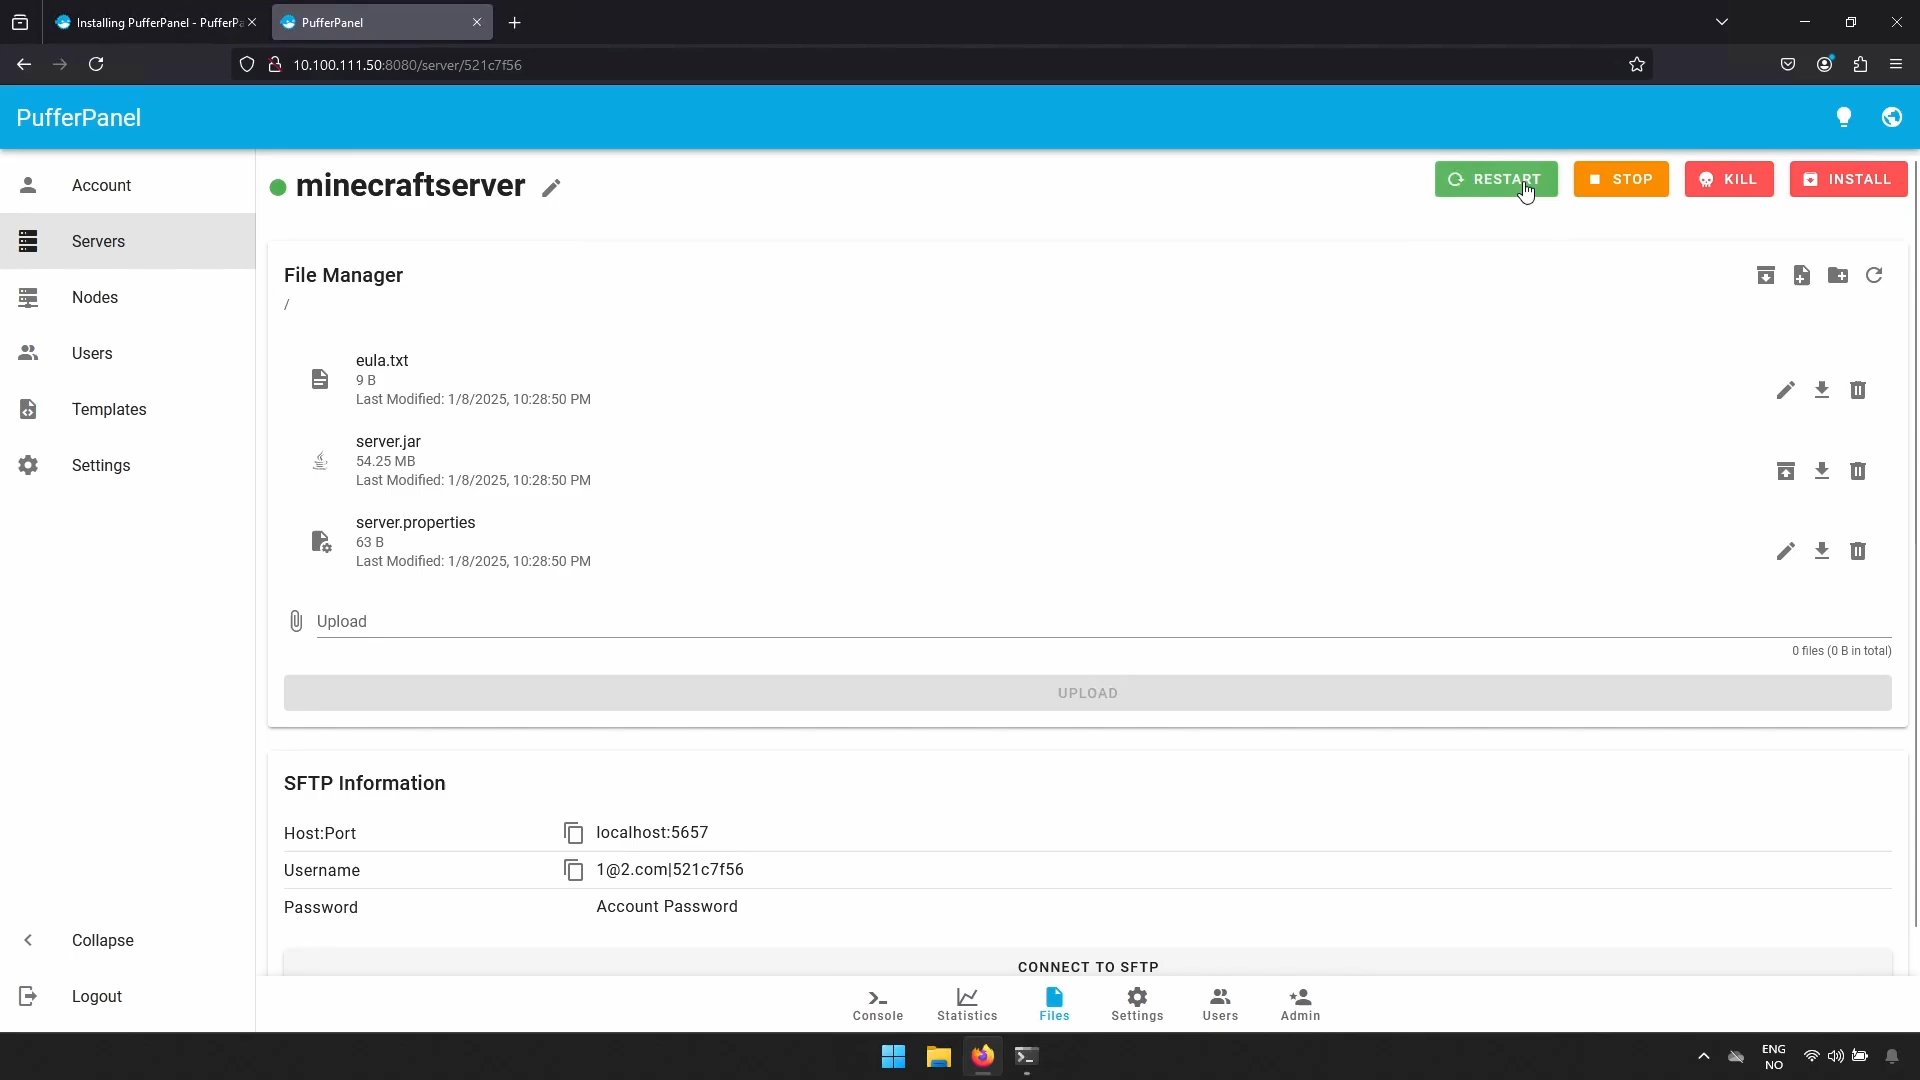 Installing PufferPanel - PufferPa
PufferPanel
10.100.111.50:8080/server/521c7f56
PufferPanel
Account
Servers
Nodes
Users
Templates
Settings
Collapse
Logout
minecraftserver
RESTART
STOP
KILL
INSTALL
File Manager
/
eula.txt
9 B
Last Modified: 1/8/2025, 10:28:50 PM
server.jar
54.25 MB
Last Modified: 1/8/2025, 10:28:50 PM
server.properties
63 B
Last Modified: 1/8/2025, 10:28:50 PM
Upload
0 files (0 B in total)
UPLOAD
SFTP Information
Host:Port localhost:5657
Username 1@2.com|521c7f56
Password Account Password
CONNECT TO SFTP
Console
Statistics
Files
Settings
Users
Admin
ENG
NO